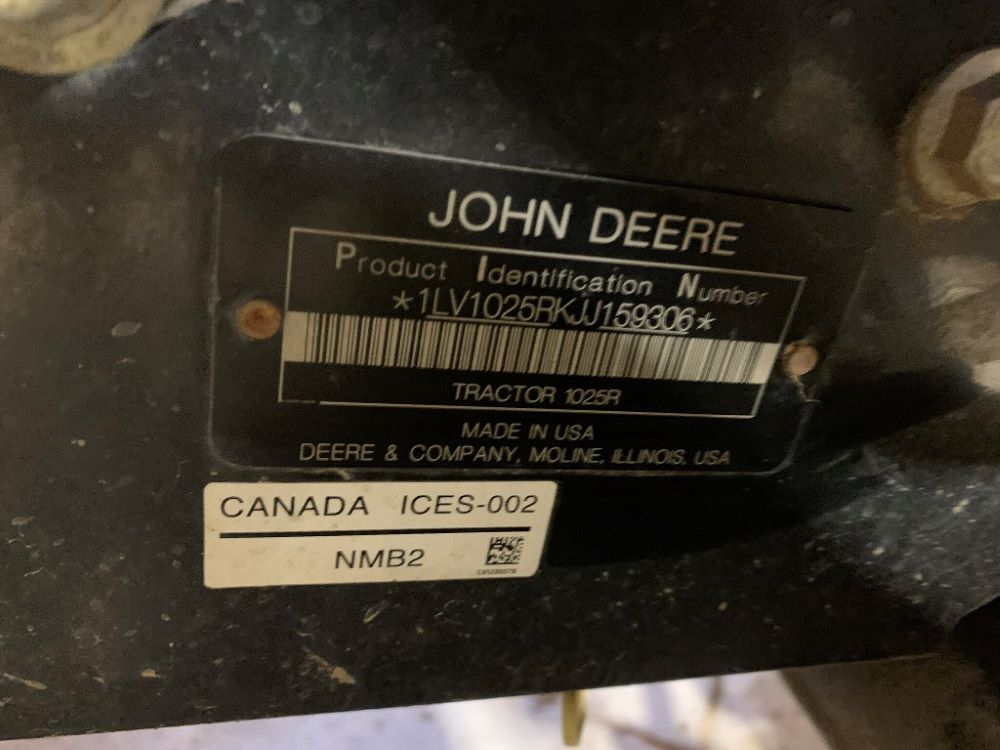 JOHN DEERE
Product Identification Number
*1LV1025RKJJ159306*
TRACTOR 1025R
MADE IN USA
DEERE & COMPANY, MOLINE, ILLINOIS, USA
CANADA ICES-002
NMB2